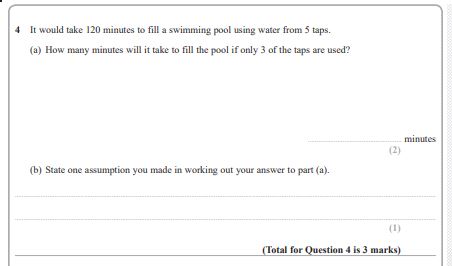 4 It would take 120 minutes to fill a swimming pool using water from 5 taps.
(a) How many minutes will it take to fill the pool if only 3 of the taps are used?
minutes
(2)
(b) State one assumption you made in working out your answer to part (a).
(1)
(Total for Question 4 is 3 marks)